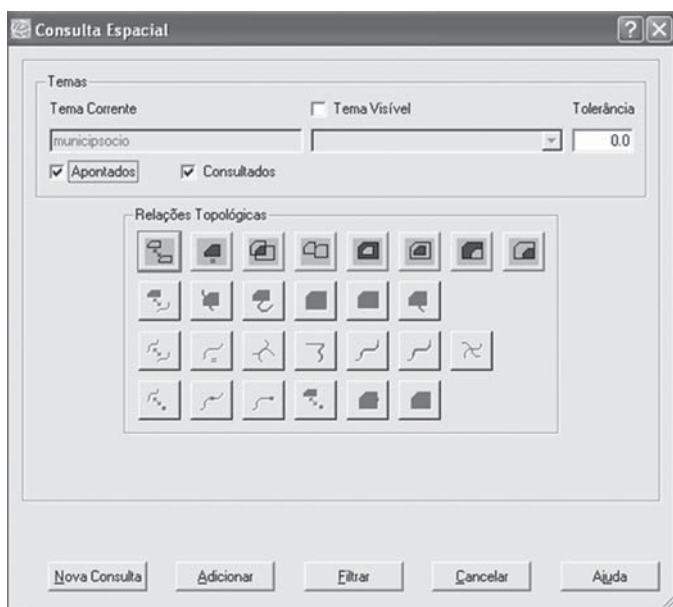 Consulta Espacial
Temas
Tema Corrente
Tema Visível
Tolerância
municipsocio
0.0
Apontados
Consultados
Relações Topológicas
Nova Consulta
Adicionar
Filtrar
Cancelar
Ajuda